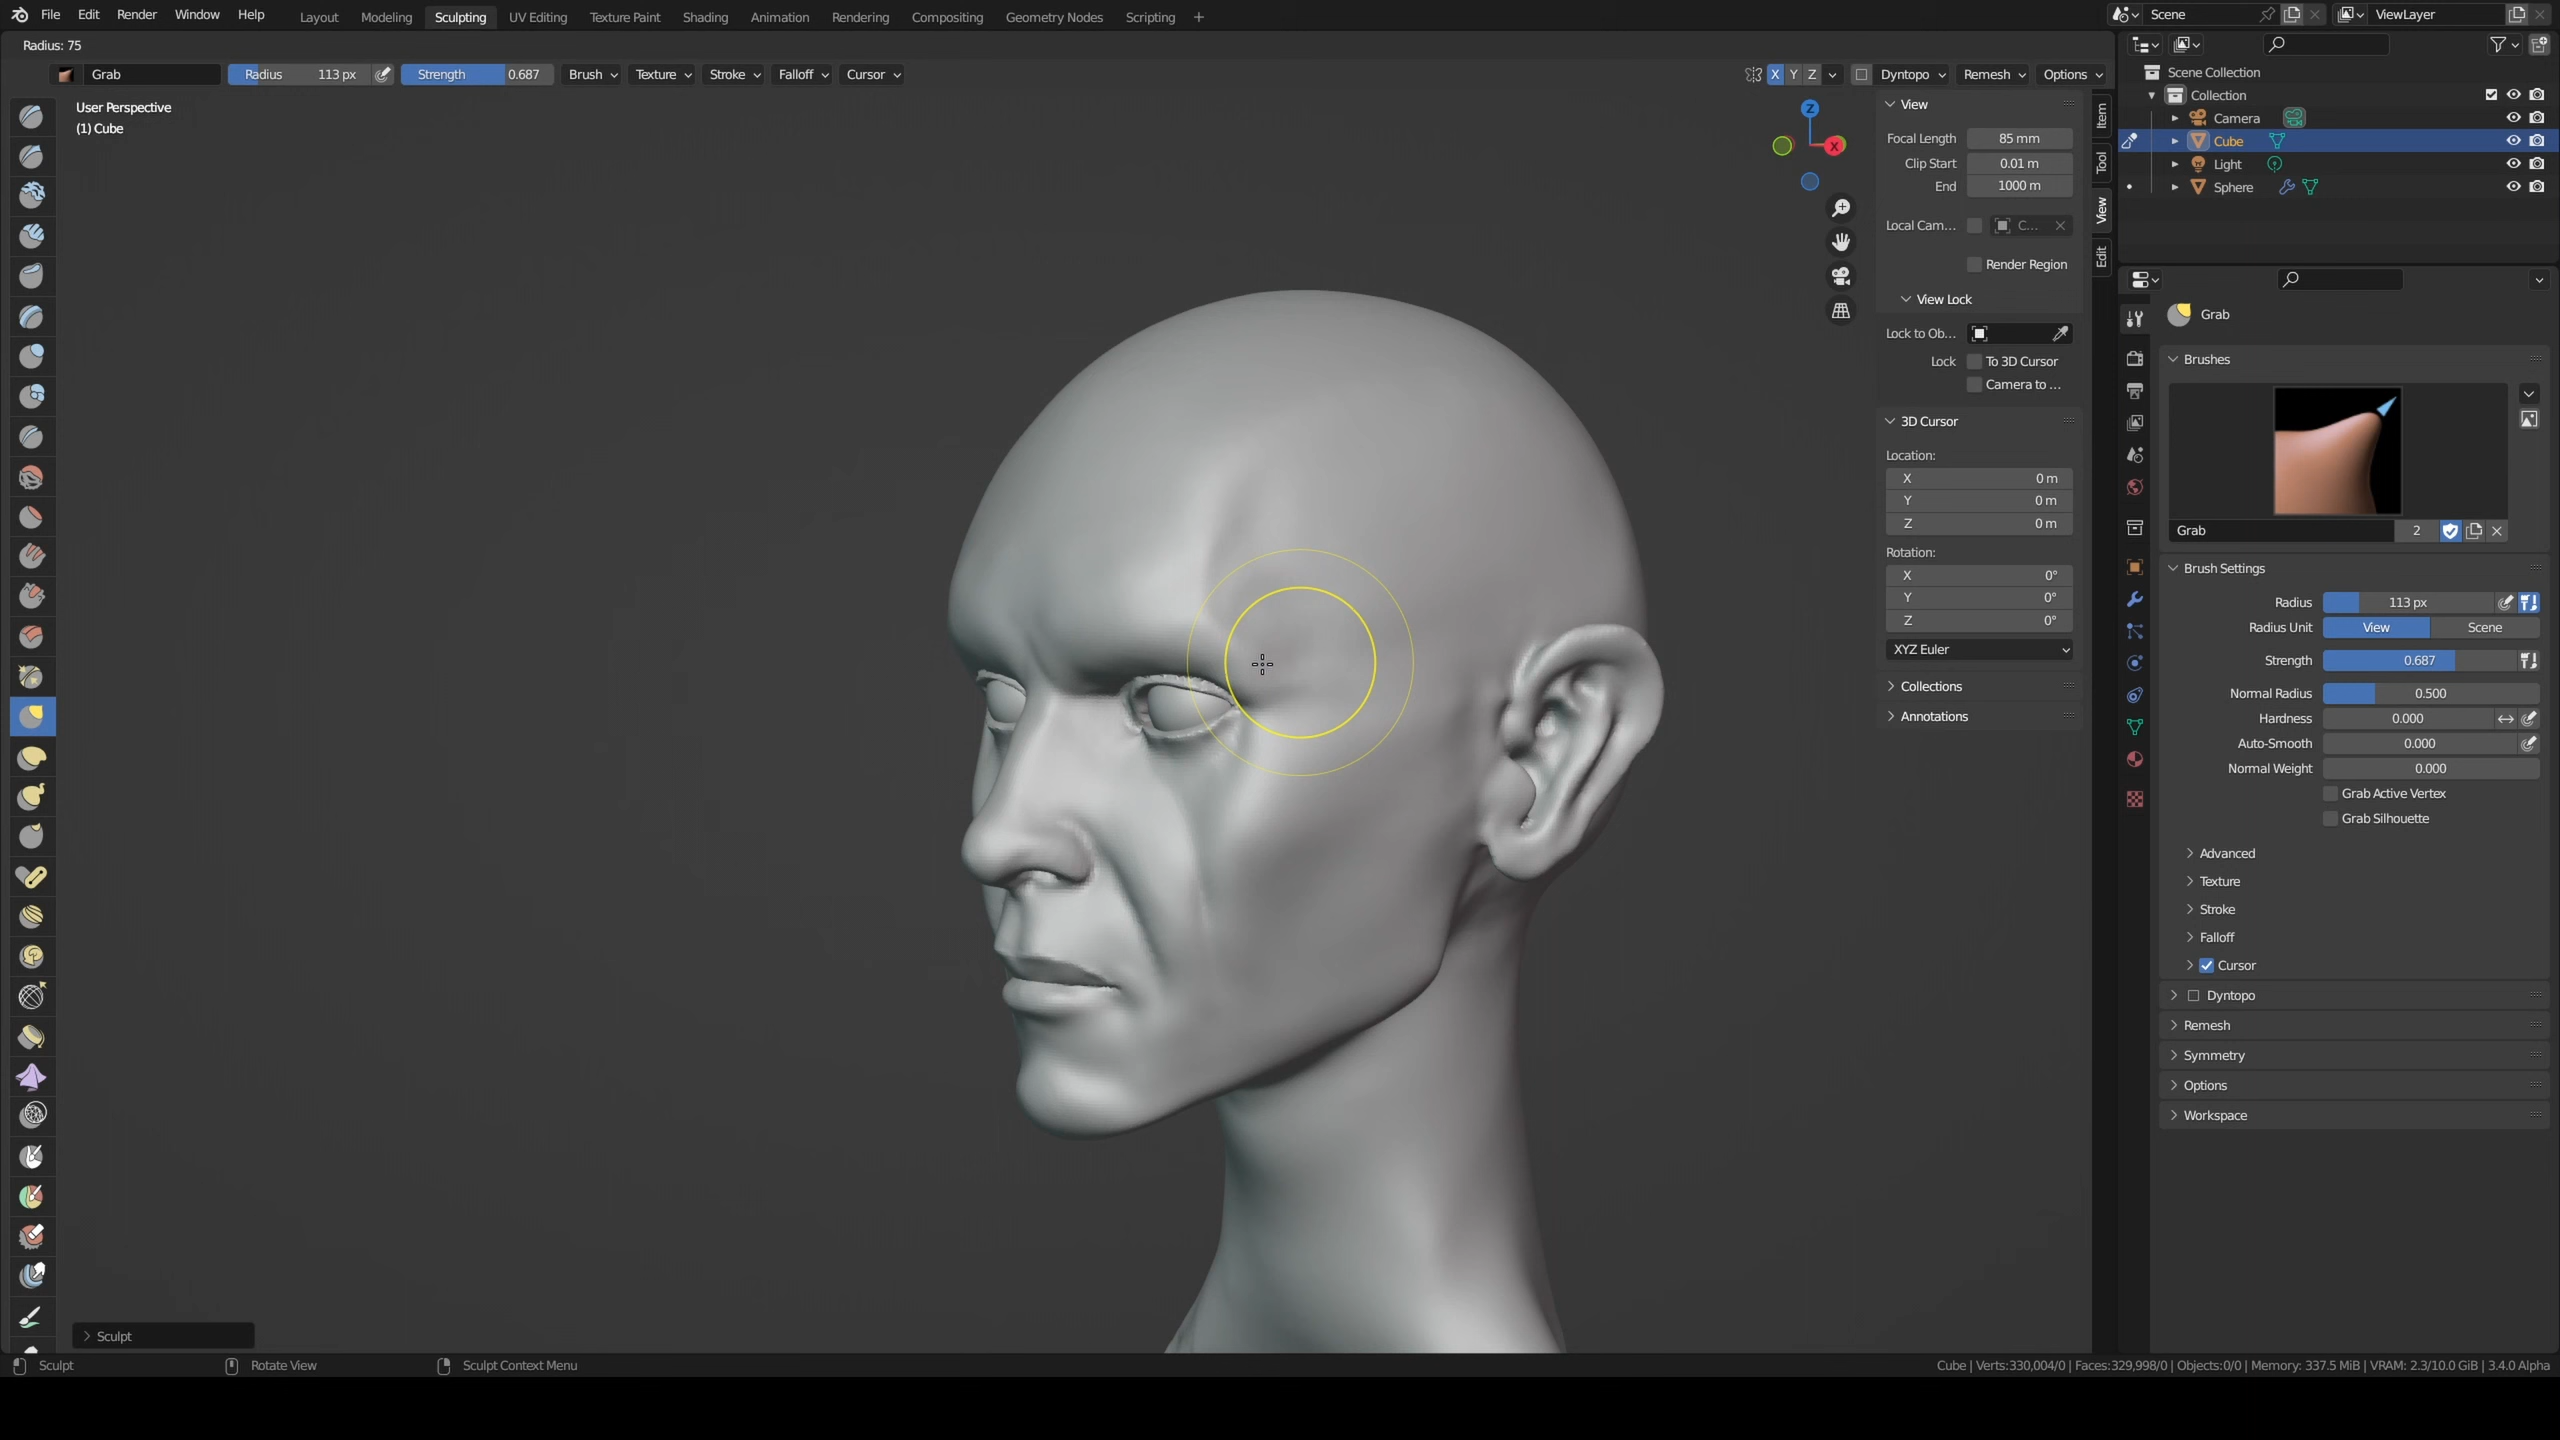 File Edit Render Window Help Layout Modeling Sculpting UV Editing Texture Paint Shading Animation Rendering Compositing Geometry Nodes Scripting + Scene ViewLayer
Radius: 75
Grab Radius 113 px Strength 0.687 Brush Texture Stroke Falloff Cursor X Y Z Dyntopo Remesh Options
User Perspective
(1) Cube
Z
X
View
Focal Length 85 mm
Clip Start 0.01 m
End 1000 m
Local Cam... C...
Render Region
View Lock
Lock to Ob...
Lock To 3D Cursor
Camera to ...
3D Cursor
Location:
X 0 m
Y 0 m
Z 0 m
Rotation:
X 0°
Y 0°
Z 0°
XYZ Euler
Collections
Annotations
Item
Tool
View
Edit
Scene Collection
Collection
Camera
Cube
Light
Sphere
Grab
Brushes
Grab 2
Brush Settings
Radius 113 px
Radius Unit View Scene
Strength 0.687
Normal Radius 0.500
Hardness 0.000
Auto-Smooth 0.000
Normal Weight 0.000
Grab Active Vertex
Grab Silhouette
Advanced
Texture
Stroke
Falloff
Cursor
Dyntopo
Remesh
Symmetry
Options
Workspace
Sculpt
Sculpt Rotate View Sculpt Context Menu
Cube | Verts:330,004/0 | Faces:329,998/0 | Objects:0/0 | Memory: 337.5 MiB | VRAM: 2.3/10.0 GiB | 3.4.0 Alpha